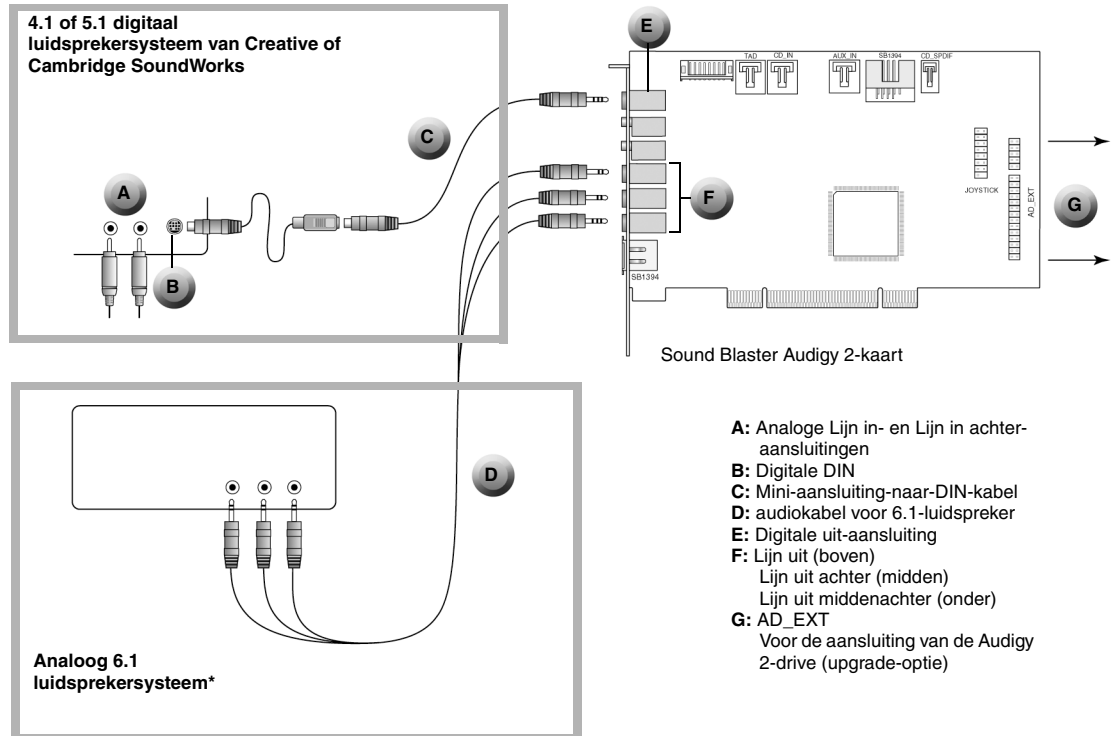 4.1 of 5.1 digitaal
luidsprekersysteem van Creative of
Cambridge SoundWorks
A
B
C
E
TAD
CD_IN
AUX_IN
SB1394
CD_SPDIF
JOYSTICK
AD_EXT
F
G
SB1394
Sound Blaster Audigy 2-kaart
D
Analoog 6.1
luidsprekersysteem*
A: Analoge Lijn in- en Lijn in achter-
aansluitingen
B: Digitale DIN
C: Mini-aansluiting-naar-DIN-kabel
D: audiokabel voor 6.1-luidspreker
E: Digitale uit-aansluiting
F: Lijn uit (boven)
Lijn uit achter (midden)
Lijn uit middenachter (onder)
G: AD_EXT
Voor de aansluiting van de Audigy
2-drive (upgrade-optie)